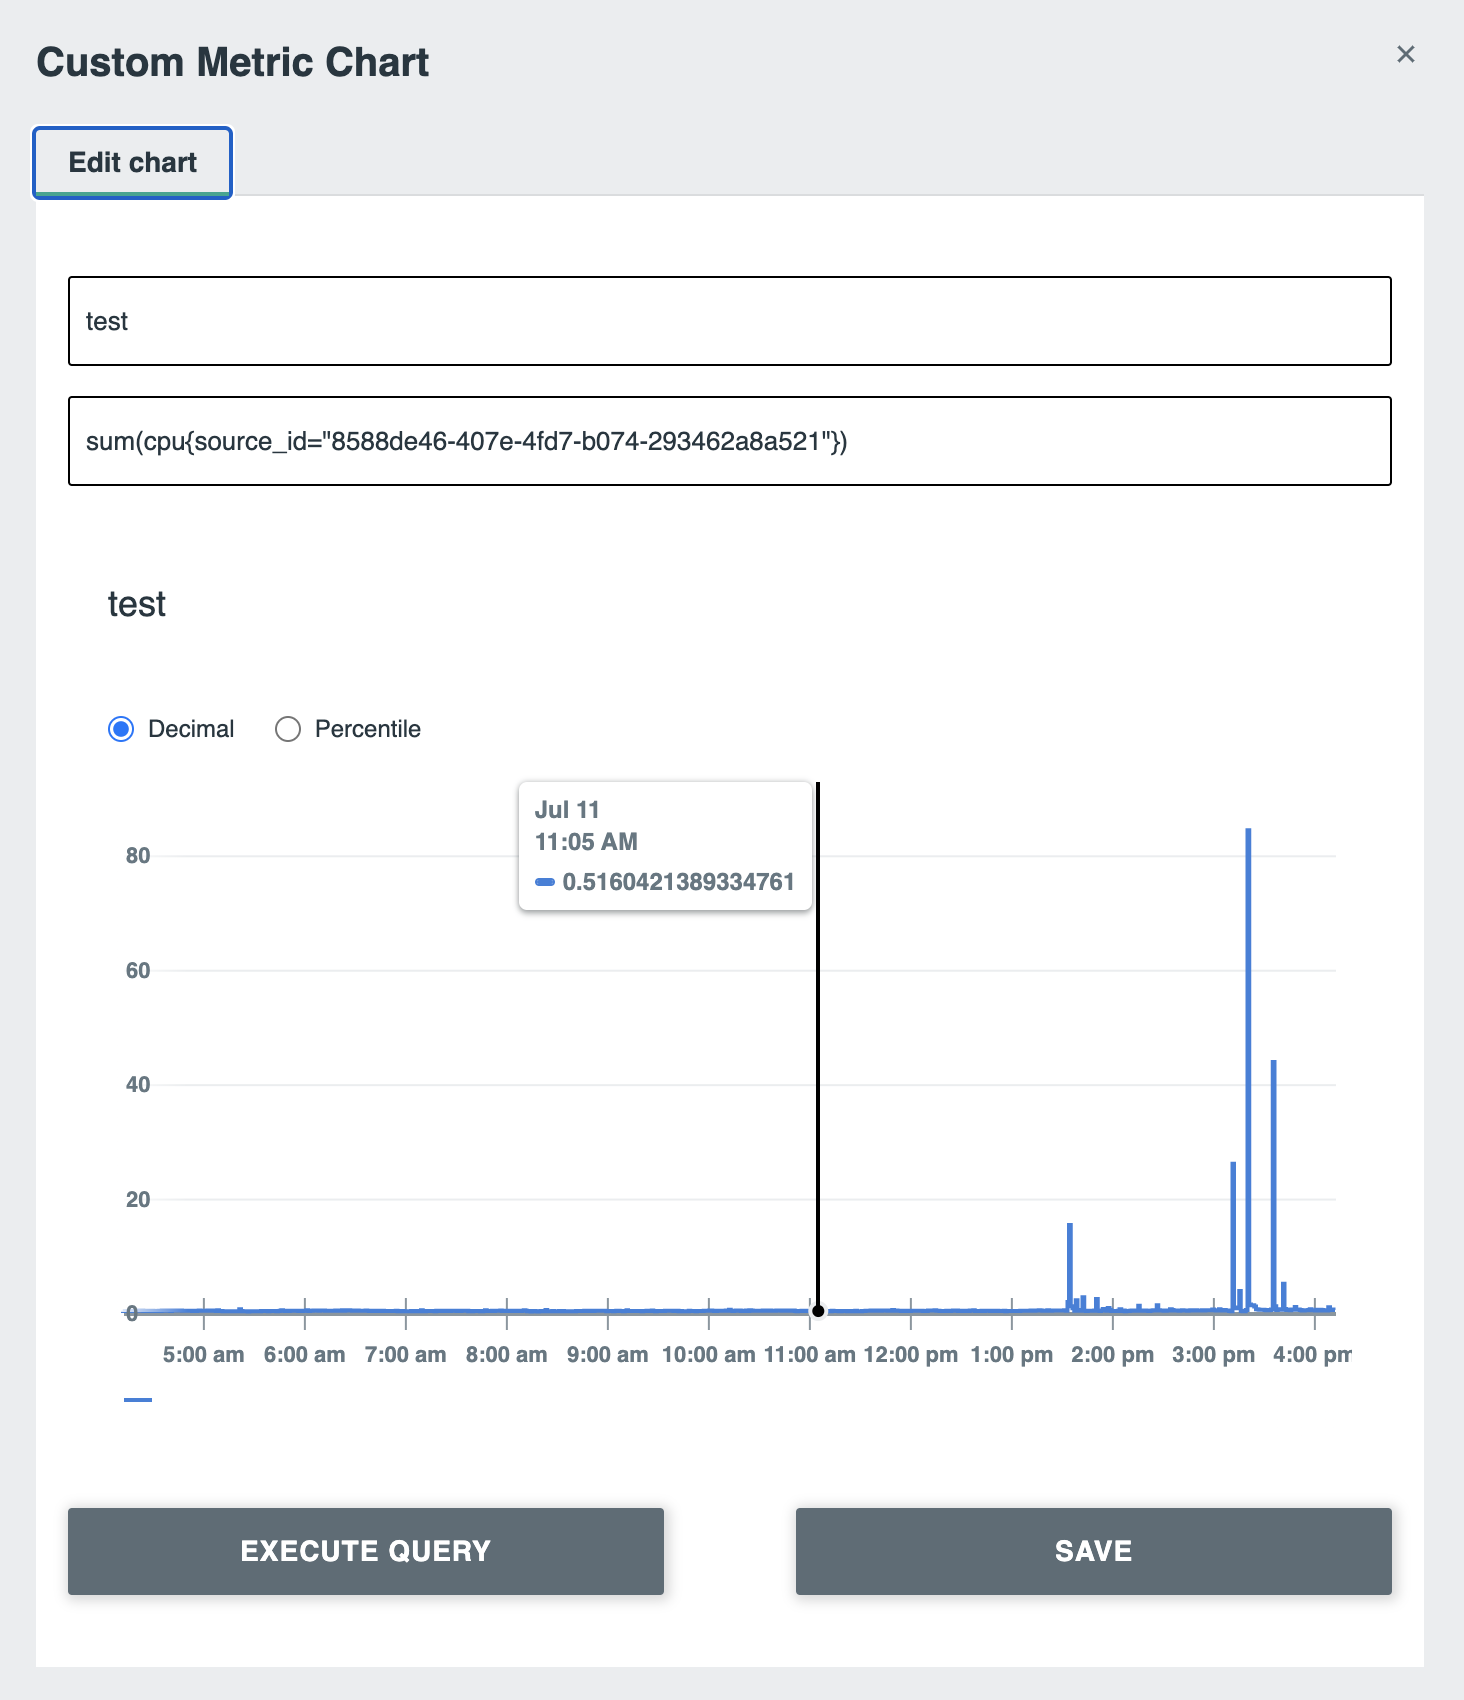 Custom Metric Chart
×
Edit chart
test
sum(cpu{source_id="8588de46-407e-4fd7-b074-293462a8a521"})
test
Decimal Percentile
Jul 11
11:05 AM
0.5160421389334761
80
60
40
20
0
5:00 am 6:00 am 7:00 am 8:00 am 9:00 am 10:00 am 11:00 am 12:00 pm 1:00 pm 2:00 pm 3:00 pm 4:00 pm
EXECUTE QUERY SAVE